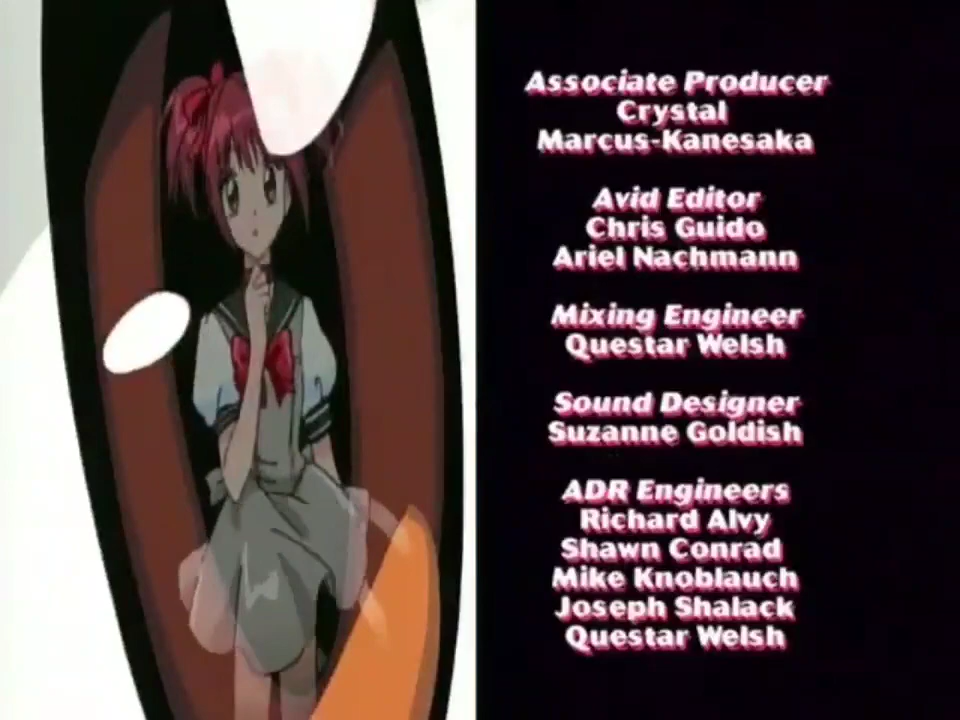 Associate Producer
Crystal
Marcus-Kanesaka
Avid Editor
Chris Guido
Ariel Nachmann
Mixing Engineer
Questar Welsh
Sound Designer
Suzanne Goldish
ADR Engineers
Richard Alvy
Shawn Conrad
Mike Knoblauch
Joseph Shalack
Questar Welsh